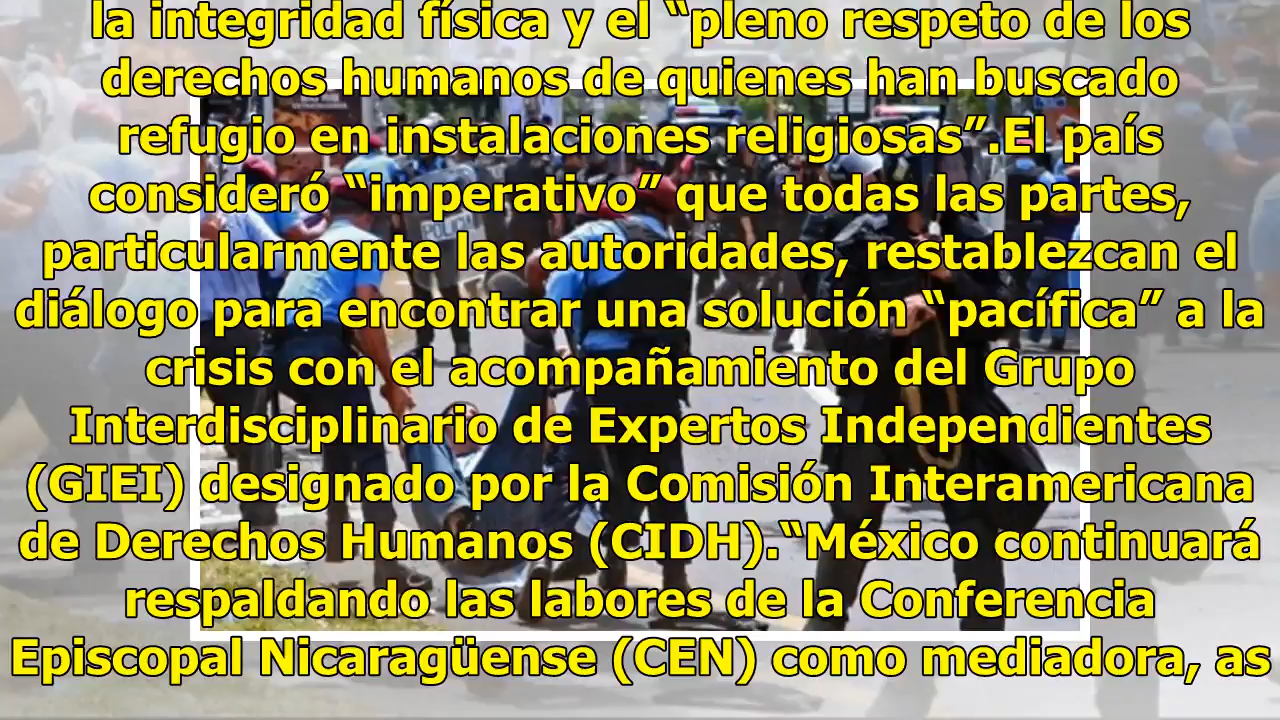 la integridad física y el “pleno respeto de los
derechos humanos de quienes han buscado
refugio en instalaciones religiosas”.El país
consideró “imperativo” que todas las partes,
particularmente las autoridades, restablezcan el
diálogo para encontrar una solución “pacífica” a la
crisis con el acompañamiento del Grupo
Interdisciplinario de Expertos Independientes
(GIEI) designado por la Comisión Interamericana
de Derechos Humanos (CIDH).“México continuará
respaldando las labores de la Conferencia
Episcopal Nicaragüense (CEN) como mediadora, as